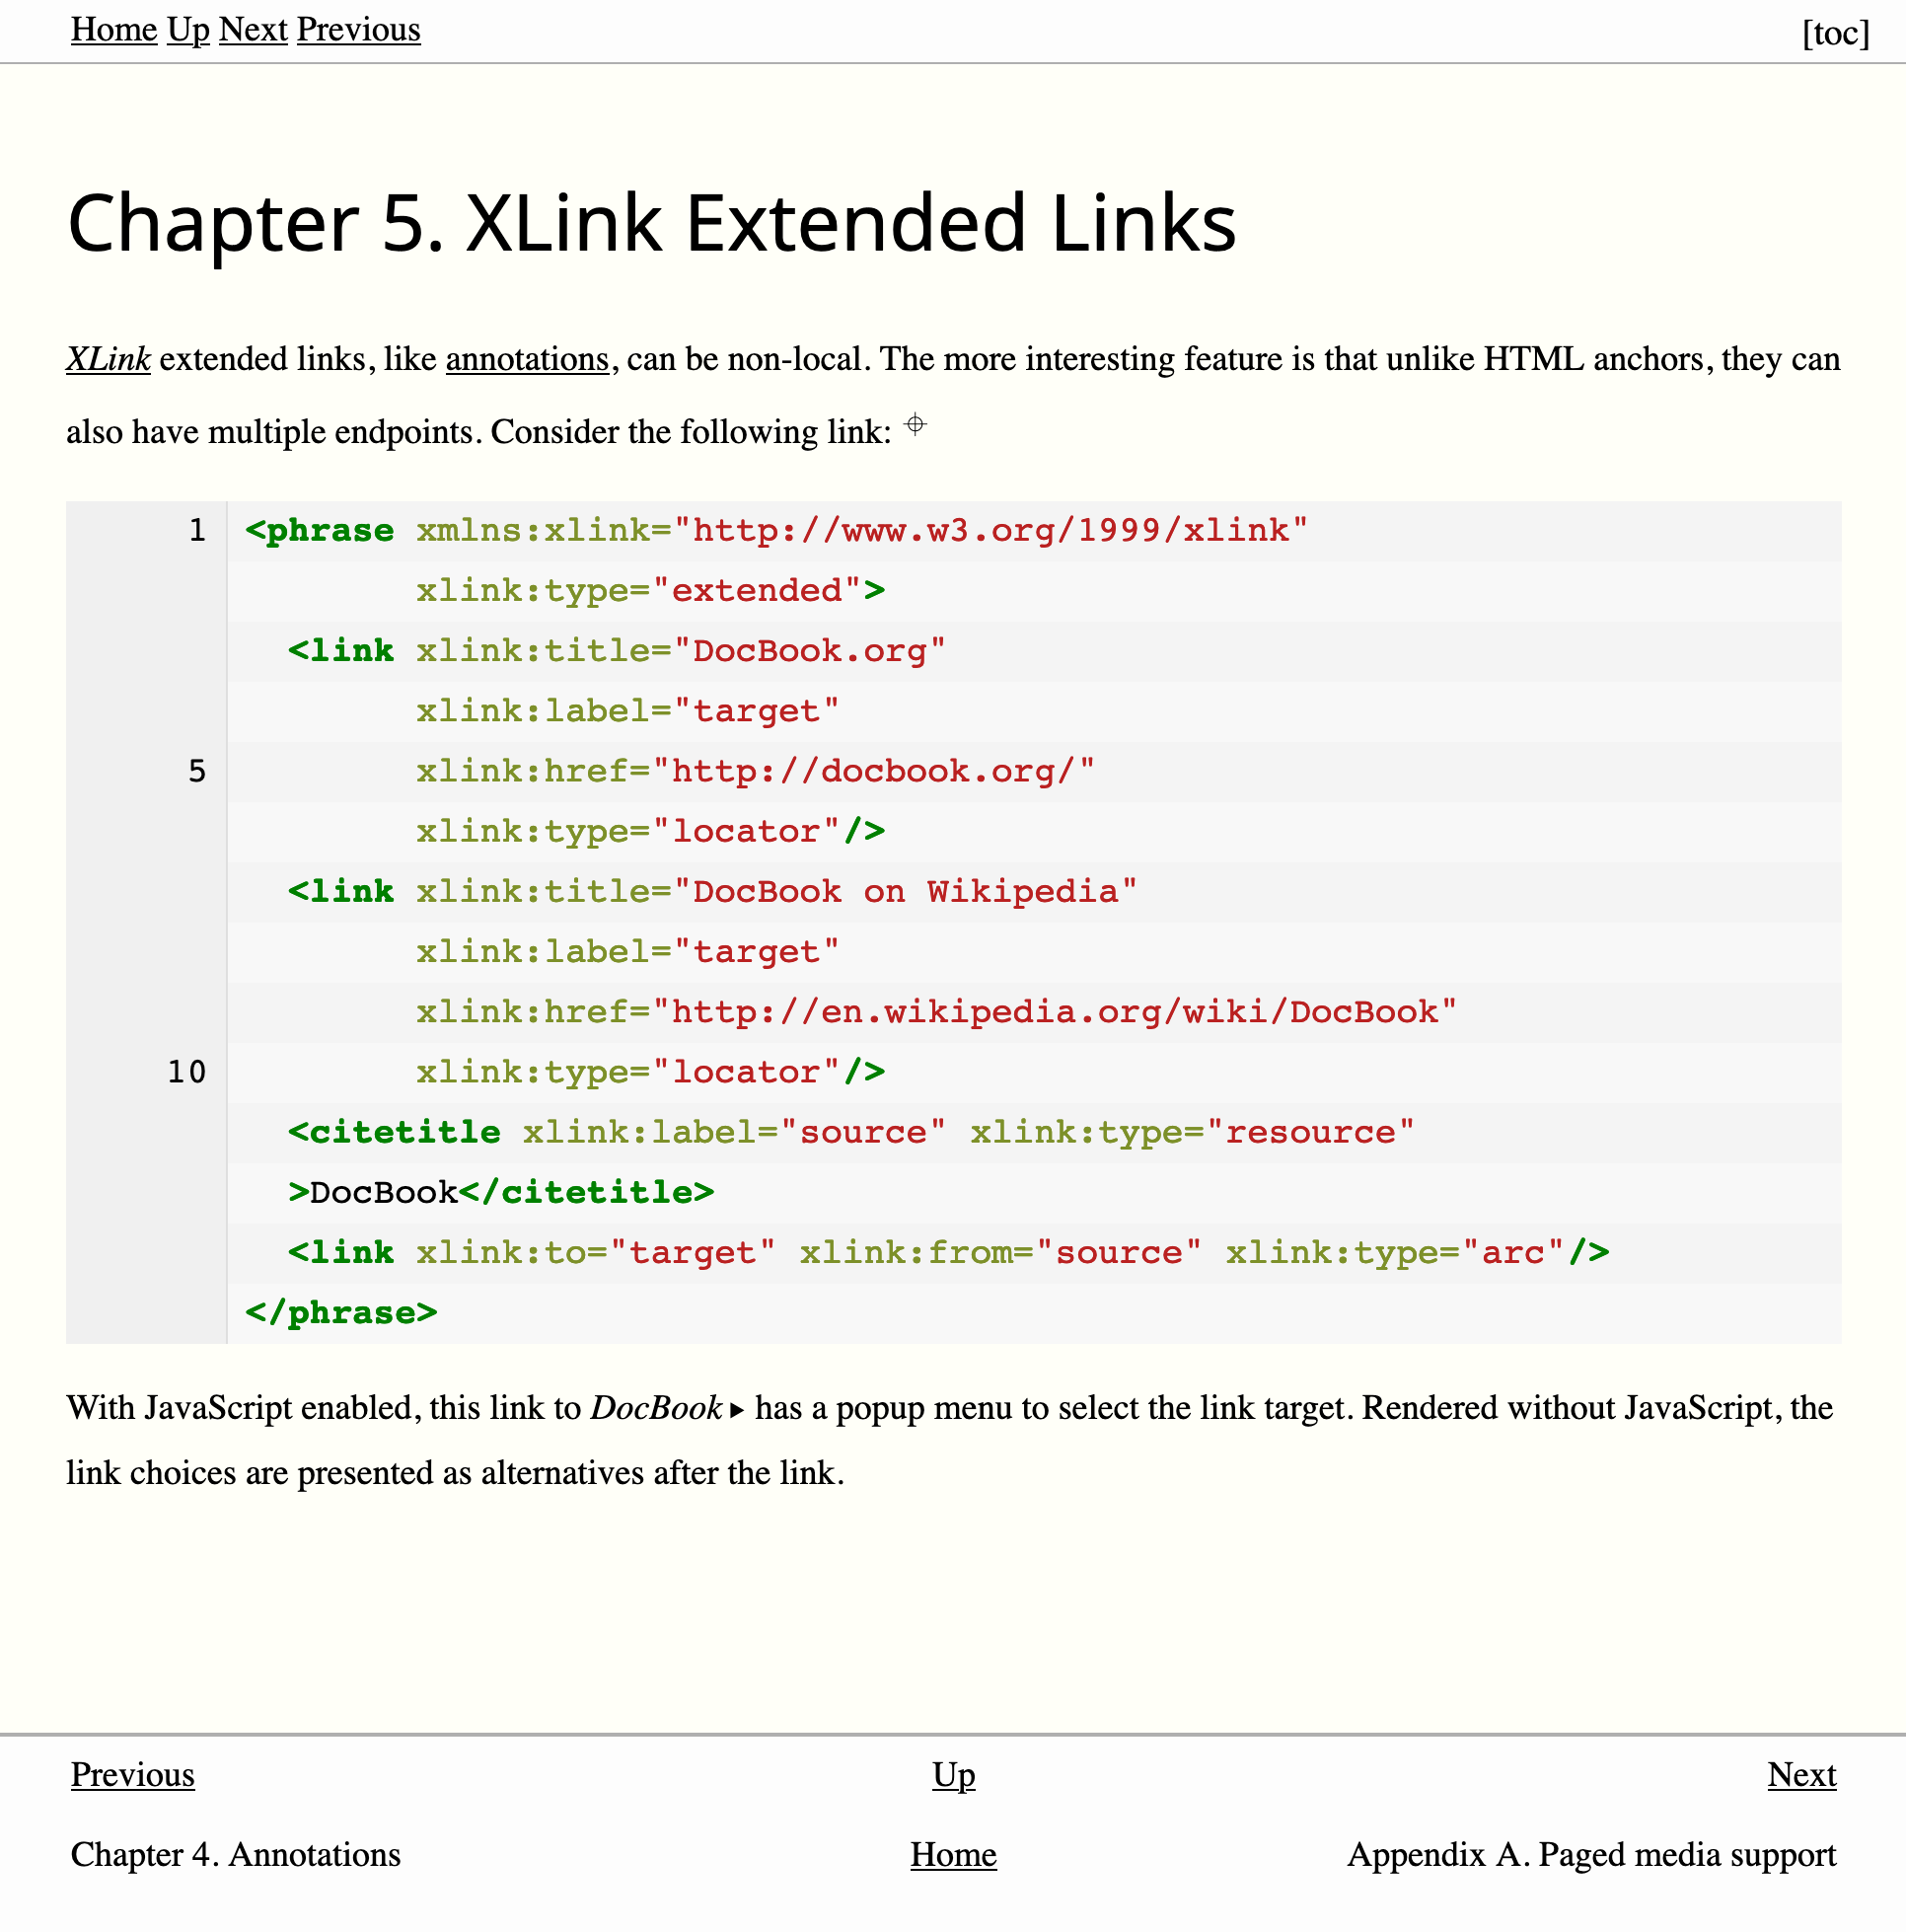 Home Up Next Previous [toc]
Chapter 5. XLink Extended Links
XLink extended links, like annotations, can be non-local. The more interesting feature is that unlike HTML anchors, they can
also have multiple endpoints. Consider the following link: ⌖
1 <phrase xmlns:xlink="http://www.w3.org/1999/xlink"
xlink:type="extended">
<link xlink:title="DocBook.org"
xlink:label="target"
5 xlink:href="http://docbook.org/"
xlink:type="locator"/>
<link xlink:title="DocBook on Wikipedia"
xlink:label="target"
xlink:href="http://en.wikipedia.org/wiki/DocBook"
10 xlink:type="locator"/>
<citetitle xlink:label="source" xlink:type="resource"
>DocBook</citetitle>
<link xlink:to="target" xlink:from="source" xlink:type="arc"/>
</phrase>
With JavaScript enabled, this link to DocBook ▸ has a popup menu to select the link target. Rendered without JavaScript, the
link choices are presented as alternatives after the link.
Previous Up Next
Chapter 4. Annotations Home Appendix A. Paged media support